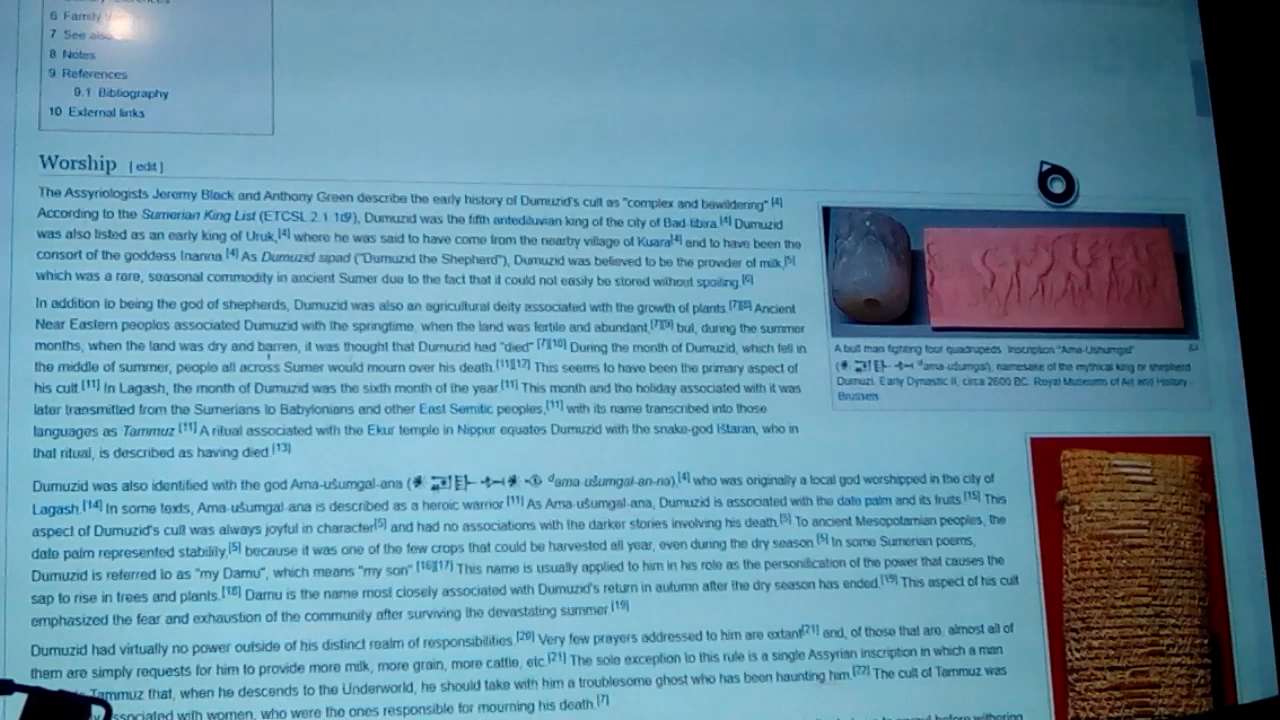 6 Family
7 See also
8 Notes
9 References
9.1 Bibliography
10 External links
Worship [ edit ]
The Assyriologists Jeremy Black and Anthony Green describe the early history of Dumuzid's cult as "complex and bewildering".[4]
According to the Sumerian King List (ETCSL 2.1.1), Dumuzid was the fifth antediluvian king of the city of Bad-tibira.[4] Dumuzid
was also listed as an early king of Uruk,[4] where he was said to have come from the nearby village of Kuara[4] and to have been the
consort of the goddess Inanna.[4] As Dumuzid sipad ("Dumuzid the Shepherd"), Dumuzid was believed to be the provider of milk,[5]
which was a rare, seasonal commodity in ancient Sumer due to the fact that it could not easily be stored without spoiling.[6]
In addition to being the god of shepherds, Dumuzid was also an agricultural deity associated with the growth of plants.[7][8] Ancient
Near Eastern peoples associated Dumuzid with the springtime, when the land was fertile and abundant,[7][9] but, during the summer
months, when the land was dry and barren, it was thought that Dumuzid had "died".[7][10] During the month of Dumuzid, which fell in
the middle of summer, people all across Sumer would mourn over his death.[11][12] This seems to have been the primary aspect of
his cult.[11] In Lagash, the month of Dumuzid was the sixth month of the year.[11] This month and the holiday associated with it was
later transmitted from the Sumerians to Babylonians and other East Semitic peoples,[11] with its name transcribed into those
languages as Tammuz.[11] A ritual associated with the Ekur temple in Nippur equates Dumuzid with the snake-god Ištaran, who in
that ritual, is described as having died.[13]
Dumuzid was also identified with the god Ama-ušumgal-ana ( dama ušumgal-an-na),[4] who was originally a local god worshipped in the city of
Lagash.[14] In some texts, Ama-ušumgal-ana is described as a heroic warrior.[11] As Ama-ušumgal-ana, Dumuzid is associated with the date palm and its fruits.[15] This
aspect of Dumuzid's cult was always joyful in character[5] and had no associations with the darker stories involving his death.[5] To ancient Mesopotamian peoples, the
date palm represented stability,[5] because it was one of the few crops that could be harvested all year, even during the dry season.[5] In some Sumerian poems,
Dumuzid is referred to as "my Damu", which means "my son".[16][17] This name is usually applied to him in his role as the personification of the power that causes the
sap to rise in trees and plants.[18] Damu is the name most closely associated with Dumuzid's return in autumn after the dry season has ended.[19] This aspect of his cult
emphasized the fear and exhaustion of the community after surviving the devastating summer.[19]
Dumuzid had virtually no power outside of his distinct realm of responsibilities.[20] Very few prayers addressed to him are extant[21] and, of those that are, almost all of
them are simply requests for him to provide more milk, more grain, more cattle, etc.[21] The sole exception to this rule is a single Assyrian inscription in which a man
Tammuz that, when he descends to the Underworld, he should take with him a troublesome ghost who has been haunting him.[22] The cult of Tammuz was
associated with women, who were the ones responsible for mourning his death.[7]
before withering
A bull man fighting four quadrupeds. Inscription "Ama-Ushumgal"
( dama-ušumgal), namesake of the mythical king or shepherd
Dumuzi. Early Dynastic II, circa 2600 BC. Royal Museums of Art and History
Brussels